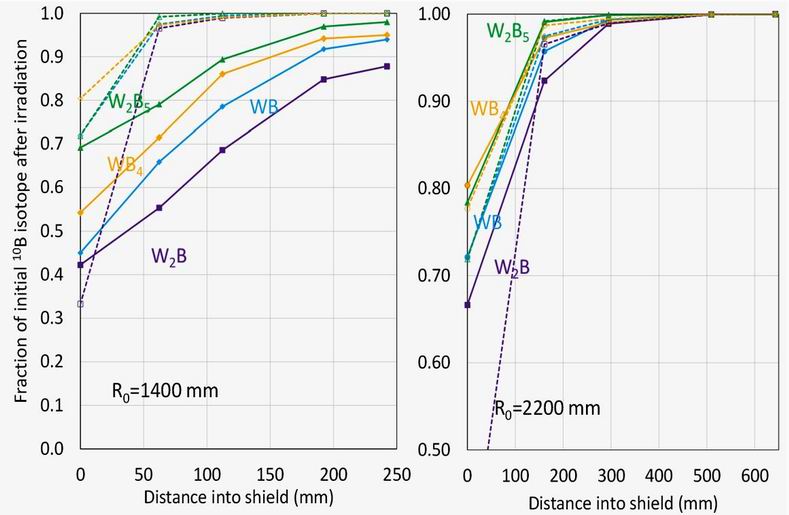 Fraction of initial ¹⁰B isotope after irradiation
1.0
0.9
0.8
0.7
0.6
0.5
0.4
0.3
0.2
0.1
0.0
W₂B₅
WB
WB₄
W₂B
R₀=1400 mm
0 50 100 150 200 250
Distance into shield (mm)
1.00
0.90
0.80
0.70
0.60
0.50
W₂B₅
WB₄
WB
W₂B
R₀=2200 mm
0 100 200 300 400 500 600
Distance into shield (mm)